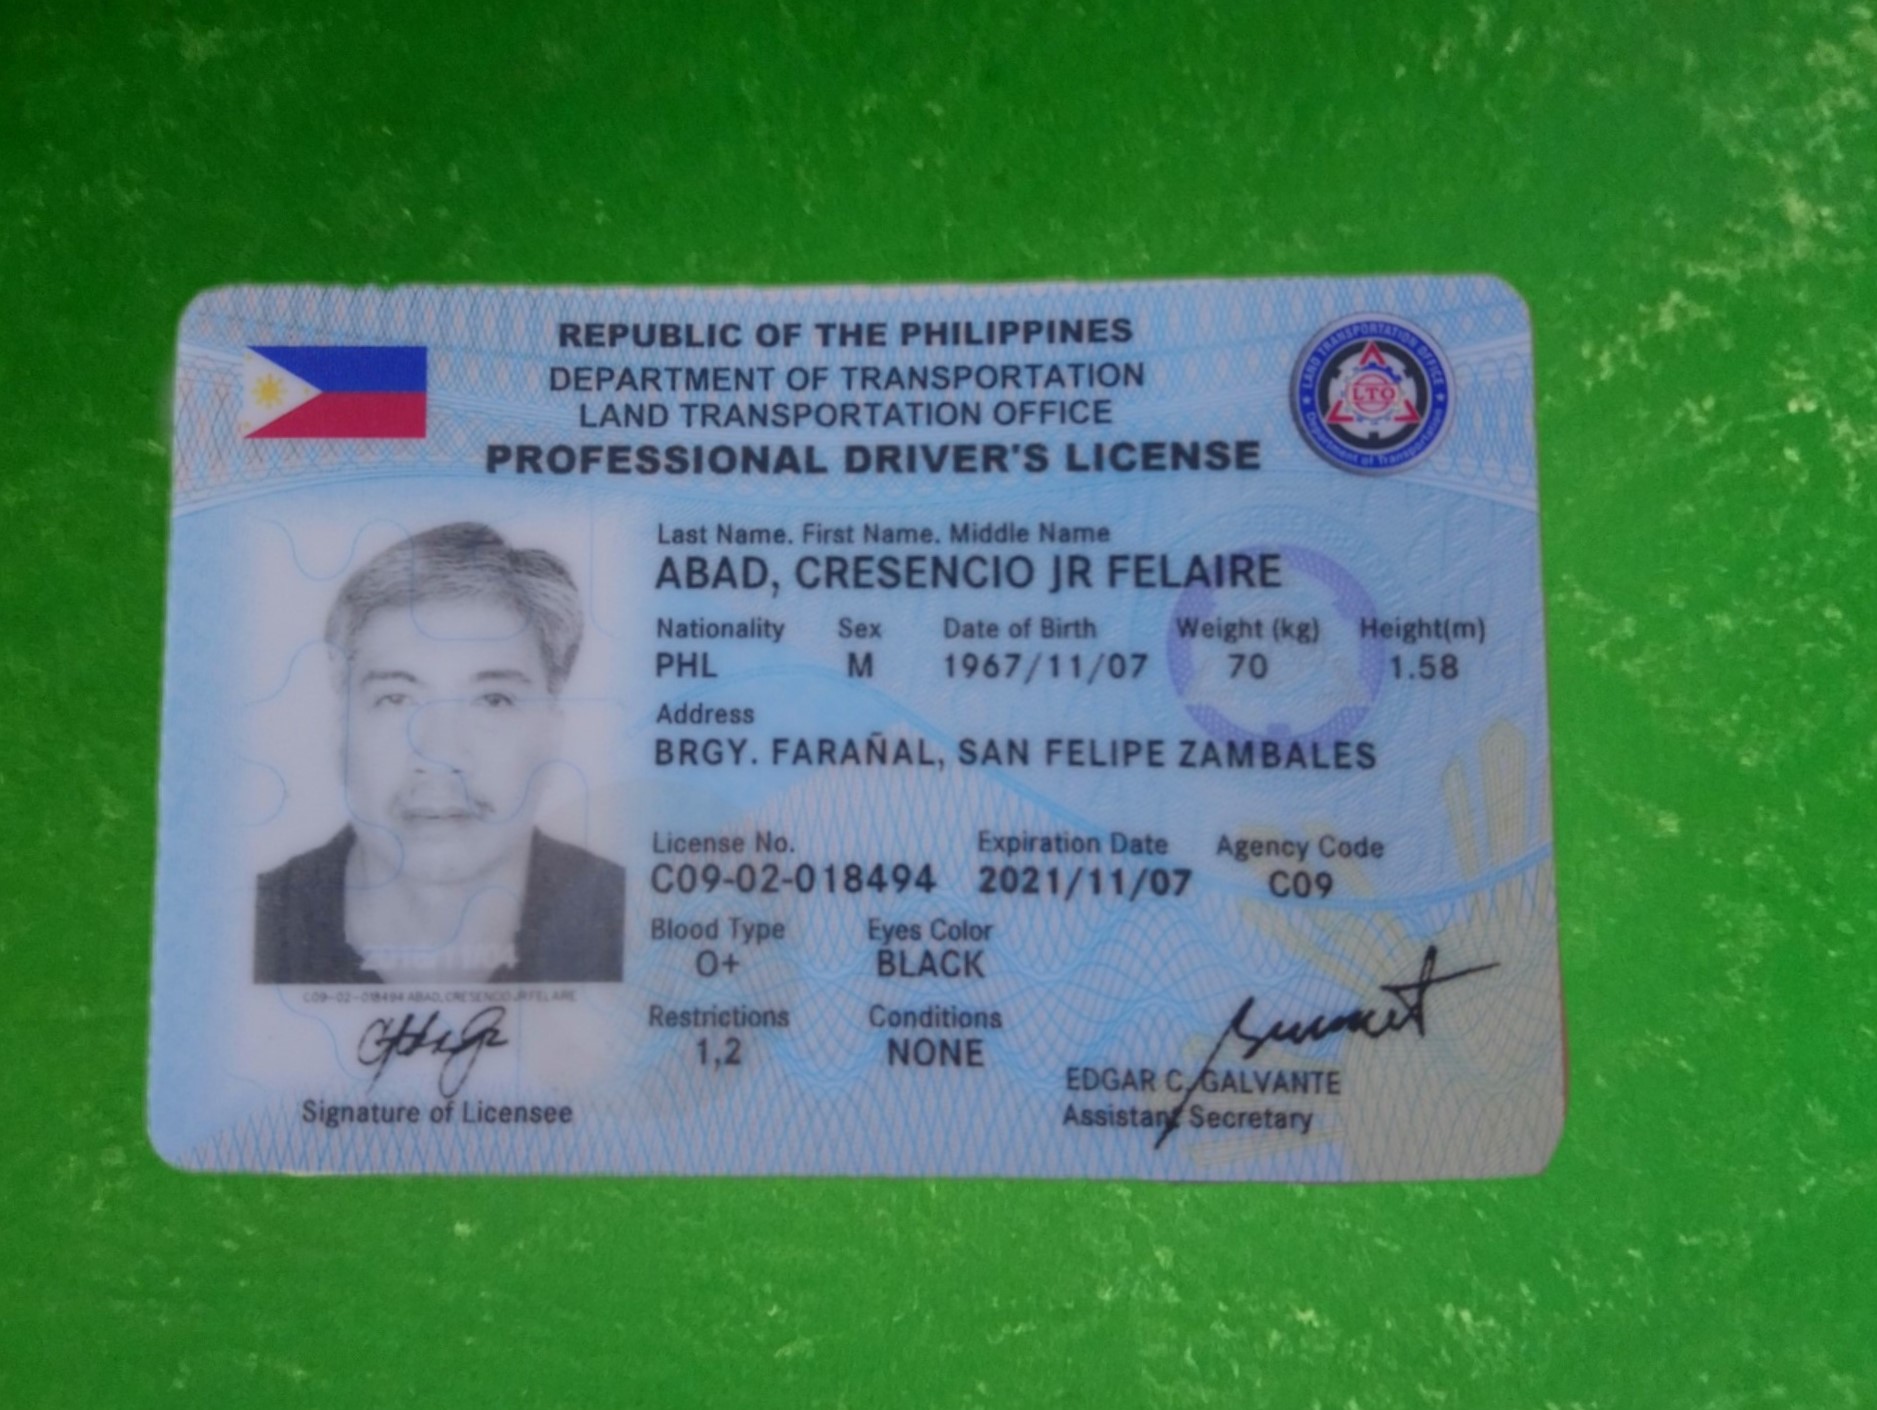 REPUBLIC OF THE PHILIPPINES
DEPARTMENT OF TRANSPORTATION
LAND TRANSPORTATION OFFICE
PROFESSIONAL DRIVER'S LICENSE
LAND TRANSPORTATION OFFICE
LTO
Department of Transportation
Last Name. First Name. Middle Name
ABAD, CRESENCIO JR FELAIRE
Nationality Sex Date of Birth Weight (kg) Height(m)
PHL M 1967/11/07 70 1.58
Address
BRGY. FARAÑAL, SAN FELIPE ZAMBALES
License No. Expiration Date Agency Code
C09-02-018494 2021/11/07 C09
Blood Type Eyes Color
O+ BLACK
Restrictions Conditions
1,2 NONE
C09-02-018494 ABAD, CRESENCIO JR FELAIRE
Signature of Licensee
EDGAR C. GALVANTE
Assistant Secretary